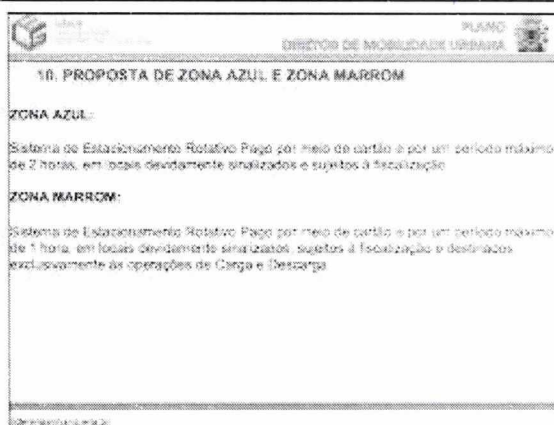 PLANO
DIRETOR DE MOBILIDADE URBANA
10. PROPOSTA DE ZONA AZUL E ZONA MARROM
ZONA AZUL:
Sistema de Estacionamento Rotativo Pago por meio de cartão e por um período máximo
de 2 horas, em locais devidamente sinalizados e sujeitos à fiscalização
ZONA MARROM:
Sistema de Estacionamento Rotativo Pago por meio de cartão e por um período máximo
de 1 hora, em locais devidamente sinalizados, sujeitos à fiscalização e destinados
exclusivamente às operações de Carga e Descarga